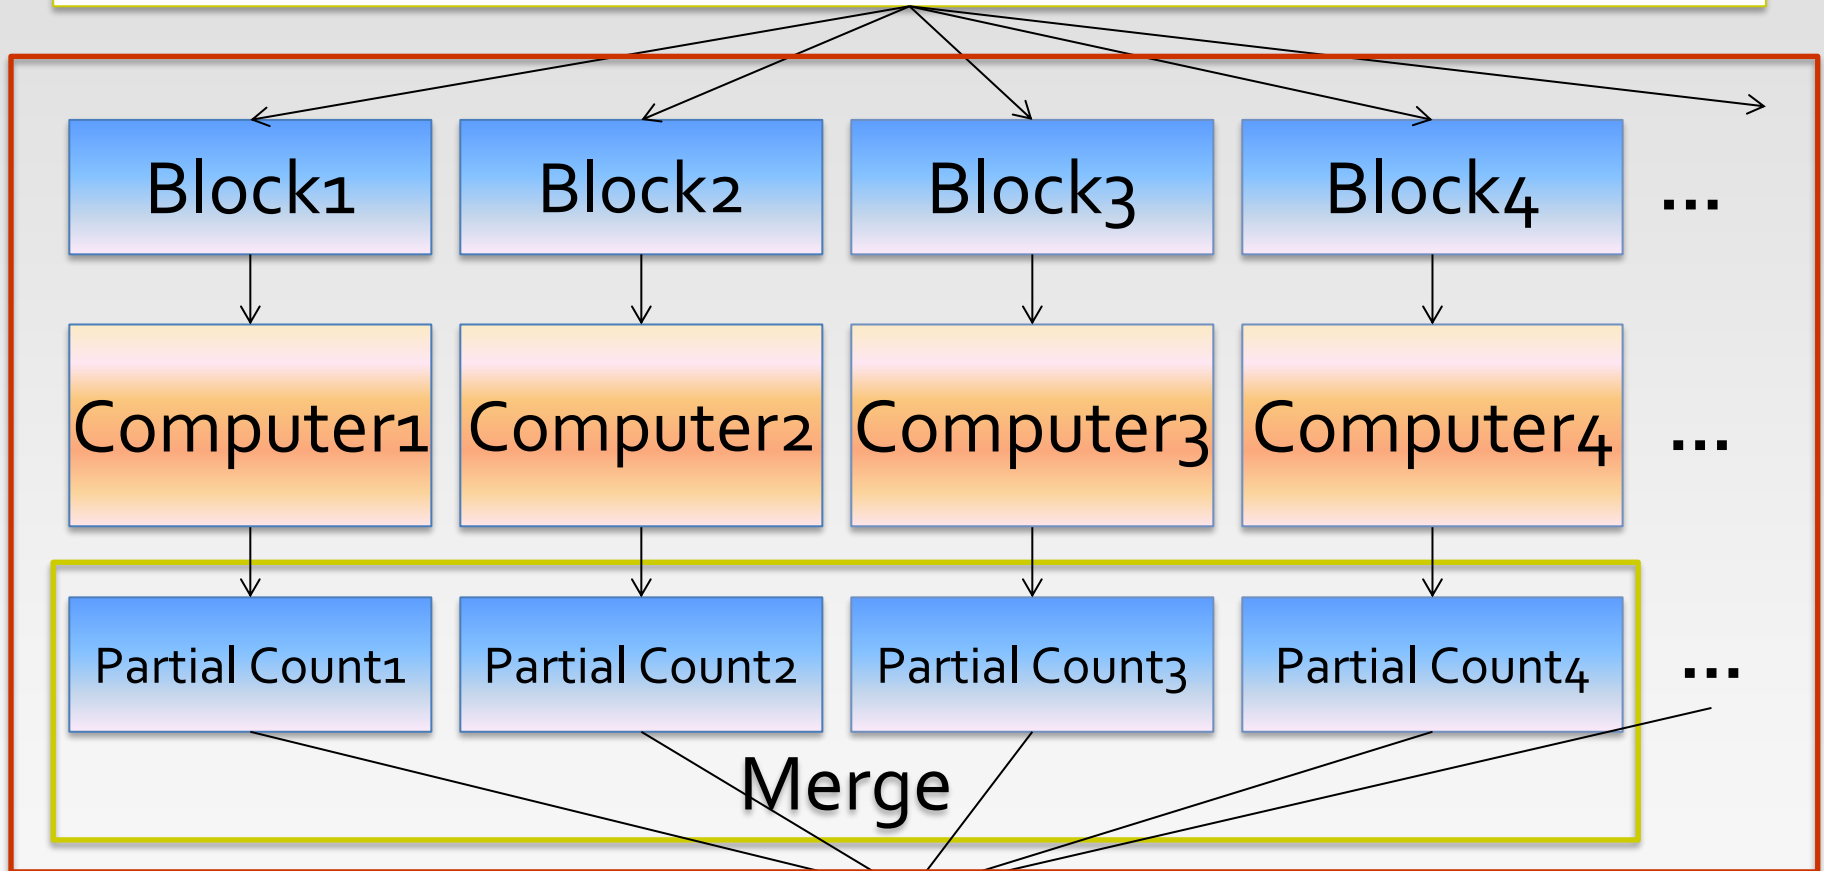 Block1 Block2 Block3 Block4 ...
Computer1 Computer2 Computer3 Computer4 ...
Partial Count1 Partial Count2 Partial Count3 Partial Count4 ...
Merge